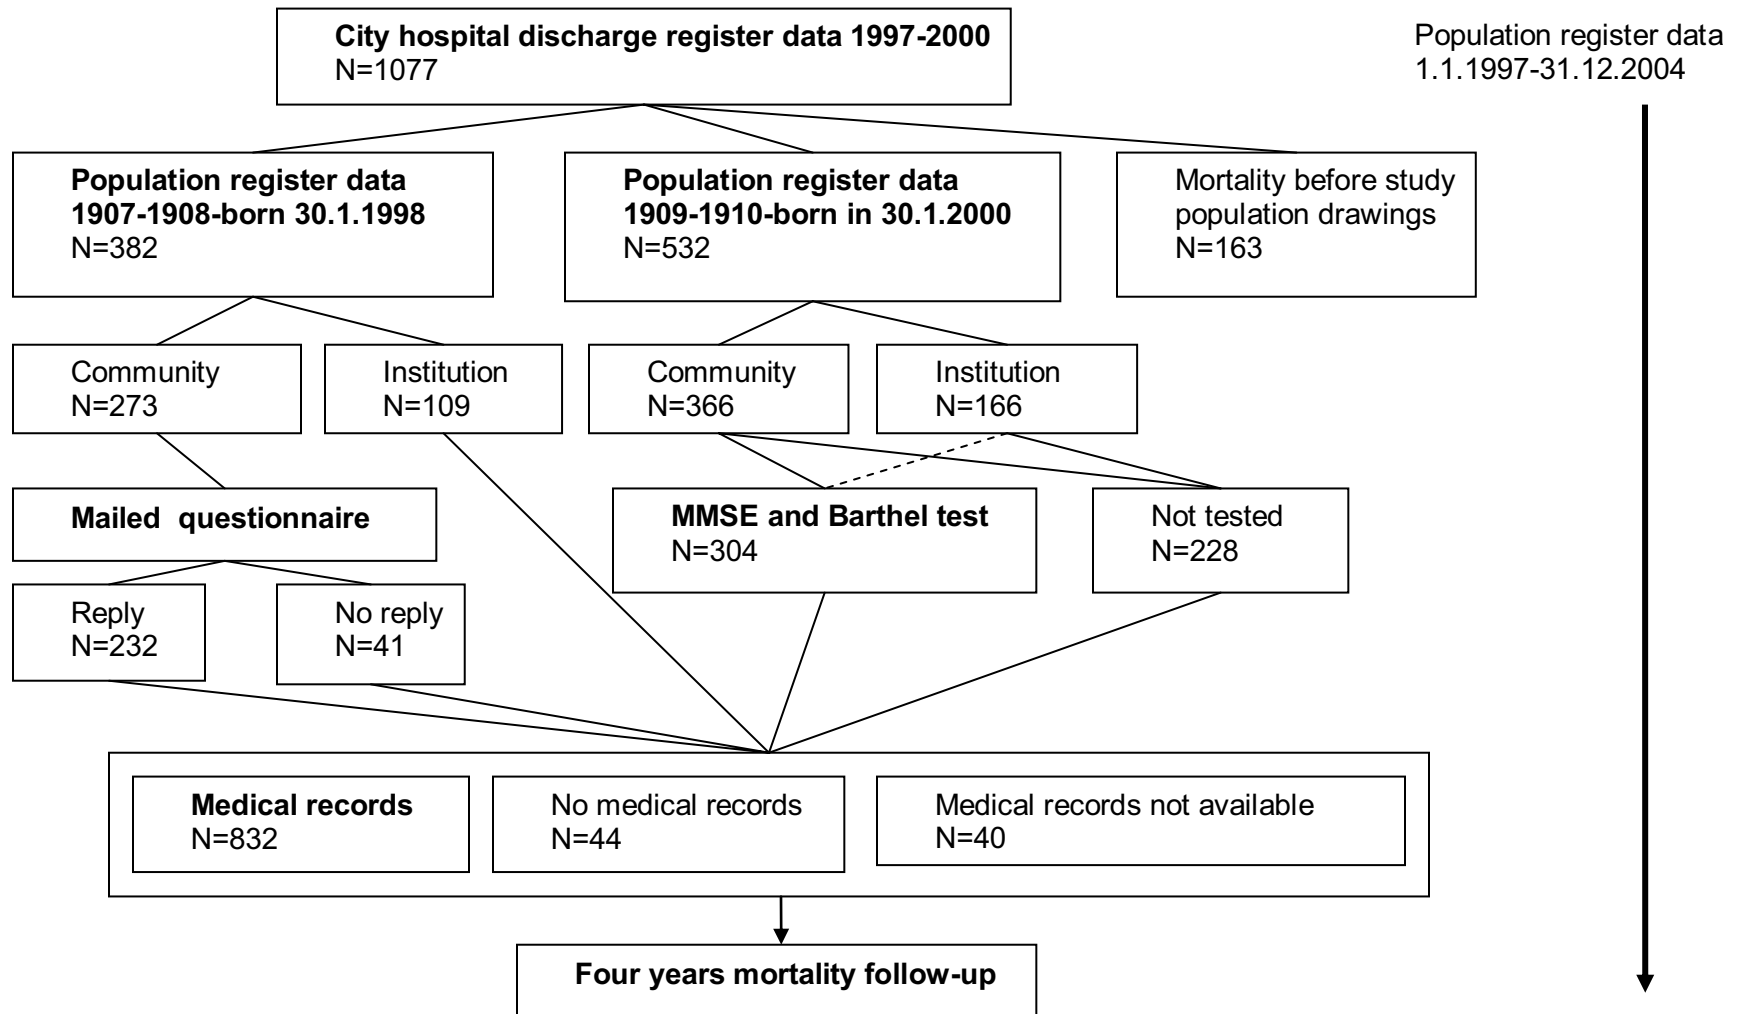 City hospital discharge register data 1997-2000
N=1077
Population register data
1.1.1997-31.12.2004
Population register data
1907-1908-born 30.1.1998
N=382
Population register data
1909-1910-born in 30.1.2000
N=532
Mortality before study
population drawings
N=163
Community
N=273
Institution
N=109
Community
N=366
Institution
N=166
Mailed questionnaire
MMSE and Barthel test
N=304
Not tested
N=228
Reply
N=232
No reply
N=41
Medical records
N=832
No medical records
N=44
Medical records not available
N=40
Four years mortality follow-up